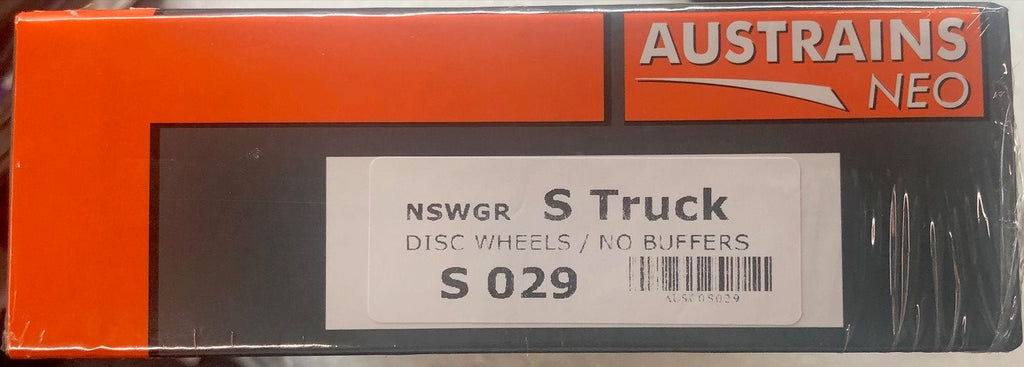 AUSTRAINS
NEO
NSWGR S Truck
DISC WHEELS / NO BUFFERS
S 029